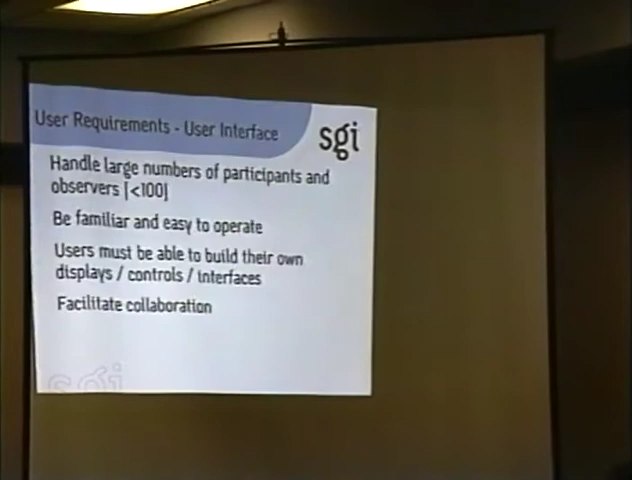 User Requirements - User Interface
sgi
Handle large numbers of participants and
observers (<100)
Be familiar and easy to operate
Users must be able to build their own
displays / controls / interfaces
Facilitate collaboration
sgi